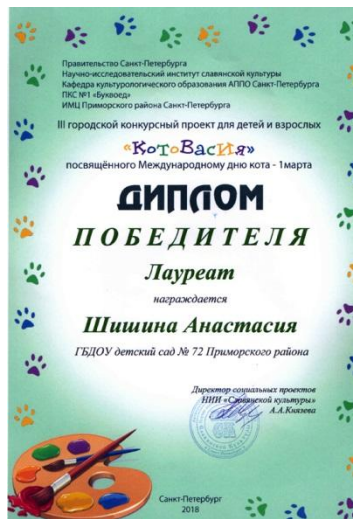 Правительство Санкт-Петербурга
Научно-исследовательский институт славянской культуры
Кафедра культурологического образования АППО Санкт-Петербурга
ПКС №1 «Буквоед»
ИМЦ Приморского района Санкт-Петербурга
III городской конкурсный проект для детей и взрослых
«КотоВасИя»
посвящённого Международному дню кота - 1марта
ДИПЛОМ
ПОБЕДИТЕЛЯ
Лауреат
награждается
Шишина Анастасия
ГБДОУ детский сад № 72 Приморского района
Директор социальных проектов
НИИ «Славянской культуры»
А.А.Князева
Санкт-Петербург
2018